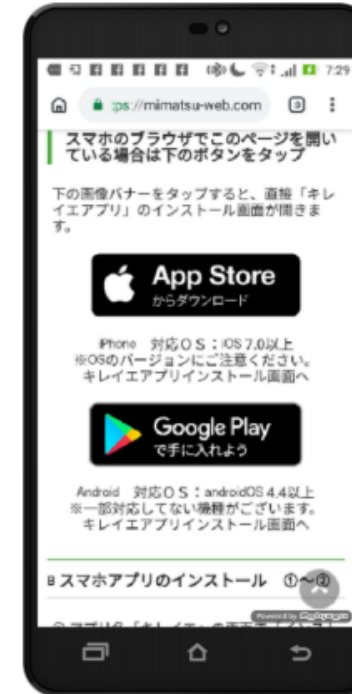 7:29
://mimatsu-web.com
スマホのブラウザでこのページを開い
ている場合は下のボタンをタップ
下の画像バナーをタップすると、直接「キレ
イエアプリ」のインストール画面が開きま
す。
App Store
からダウンロード
iPhone　対応ＯＳ：iOS 7.0以上
※OSのバージョンにご注意ください。
キレイエアプリインストール画面へ
Google Play
で手に入れよう
Android　対応ＯＳ：androidOS 4.4以上
※一部対応してない機種がございます。
キレイエアプリインストール画面へ
B スマホアプリのインストール　①〜③
Powered by